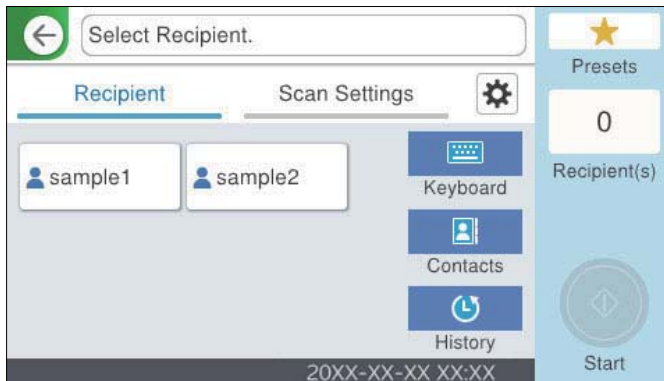 Select Recipient.
Presets
Recipient
Scan Settings
0
Recipient(s)
sample1
sample2
Keyboard
Contacts
History
Start
20XX-XX-XX XX:XX